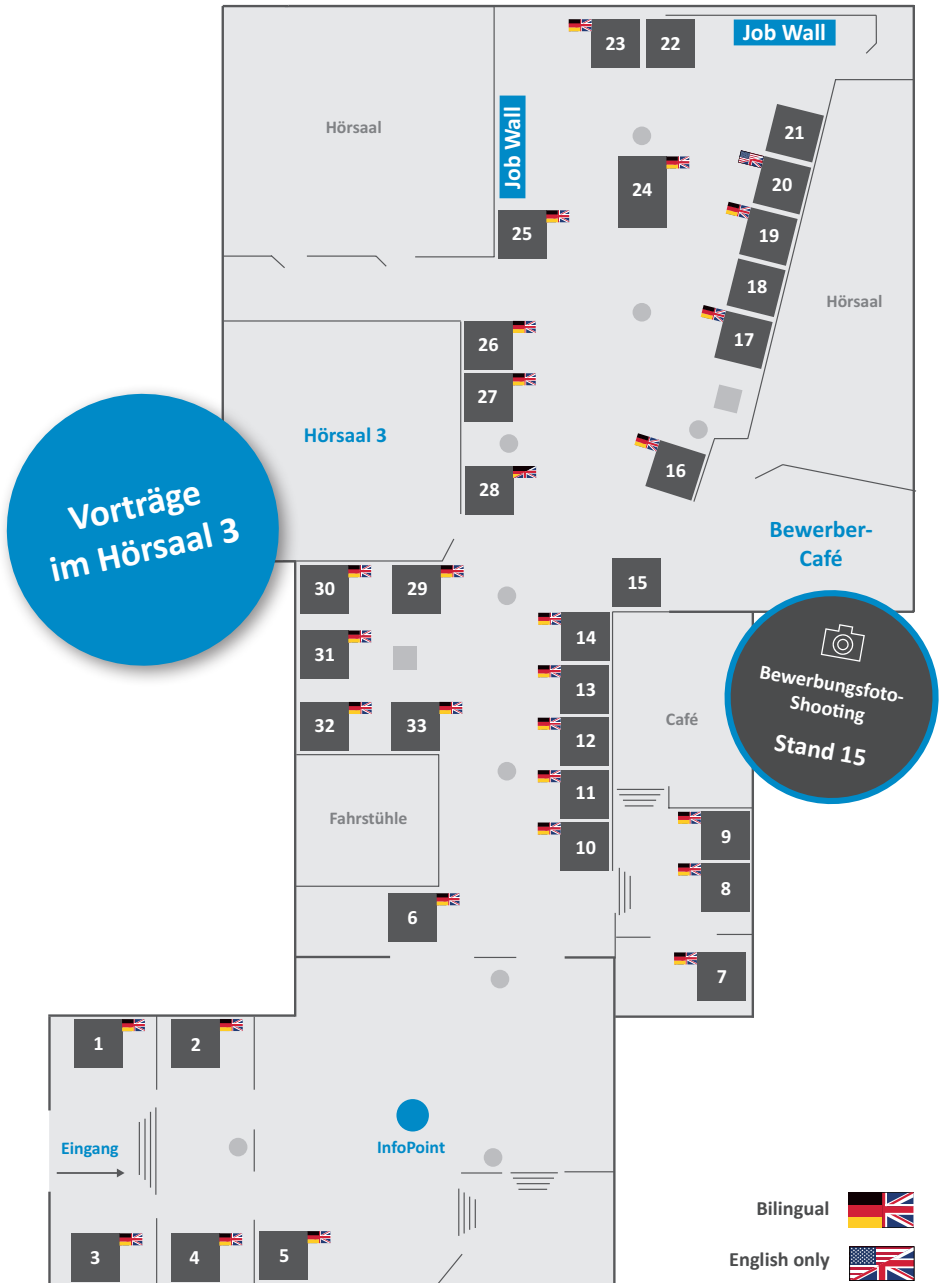 23
22
Job Wall
Hörsaal
Job Wall
21
20
24
19
25
18
Hörsaal
17
26
27
Hörsaal 3
16
28
Vorträge
im Hörsaal 3
Bewerber-
Café
15
30
29
14
31
13
Bewerbungsfoto-
Shooting
Stand 15
32
33
12
Café
11
Fahrstühle
10
9
8
6
7
1
2
InfoPoint
Eingang
3
4
5
Bilingual
English only